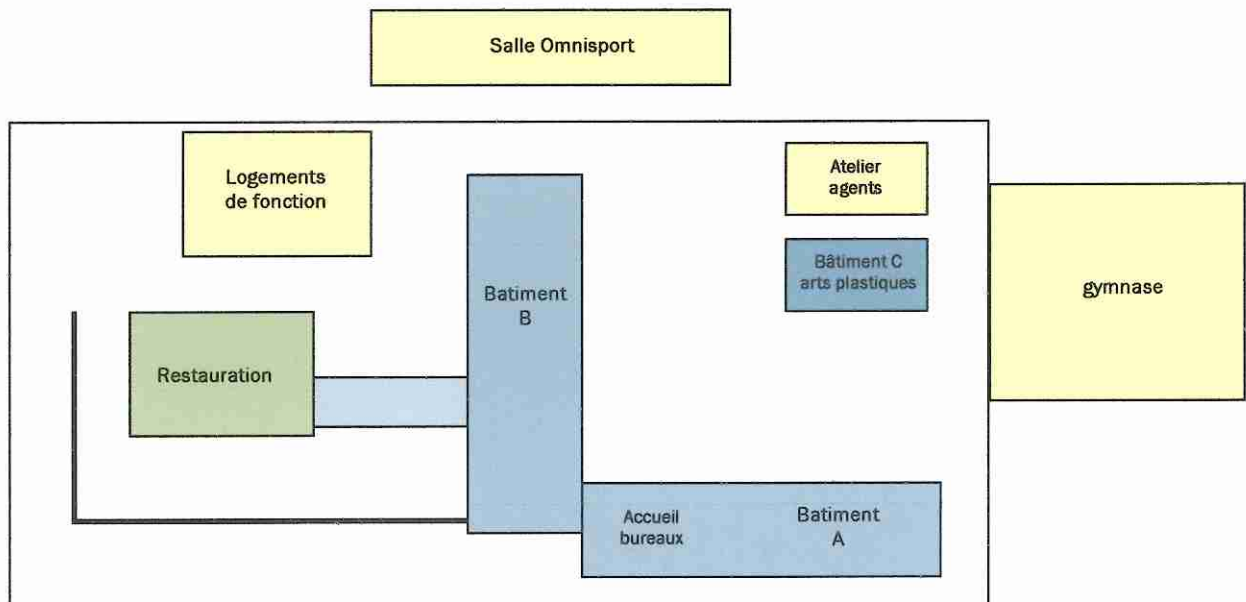 Salle Omnisport
Logements
de fonction
Atelier
agents
Bâtiment C
arts plastiques
gymnase
Batiment
B
Restauration
Accueil
bureaux
Batiment
A